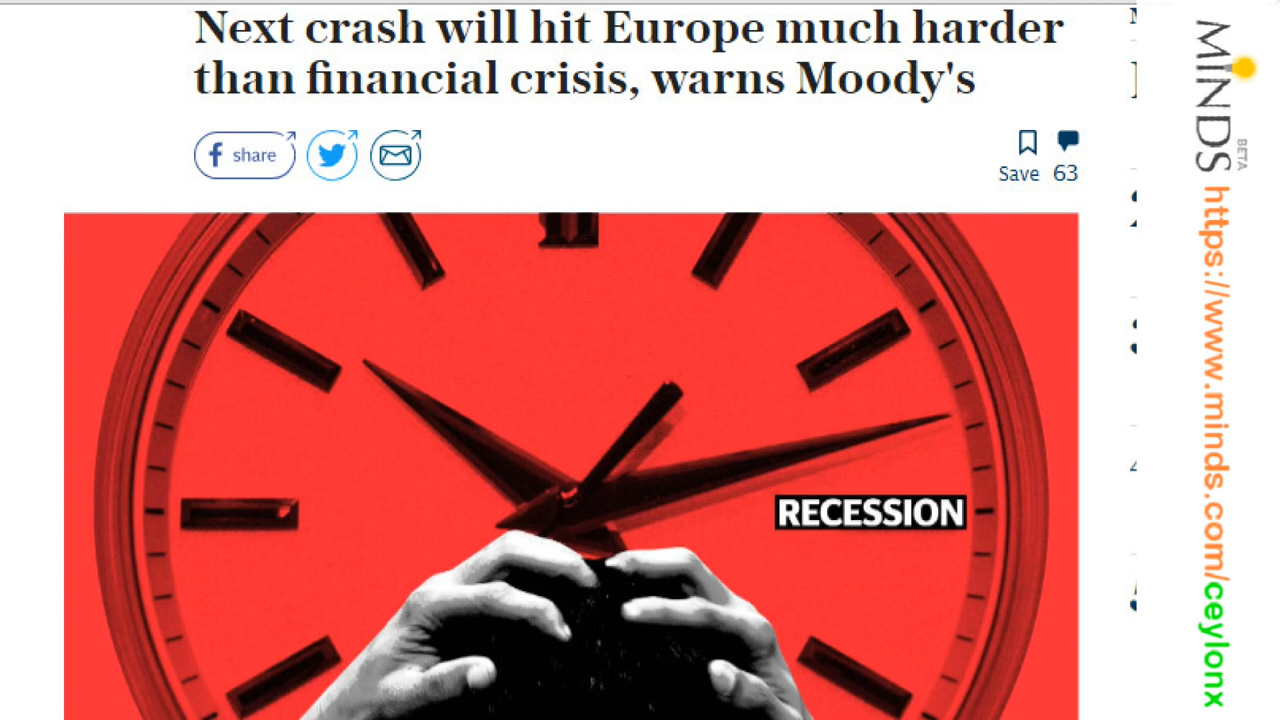 Next crash will hit Europe much harder
than financial crisis, warns Moody's
share
Save 63
RECESSION
MINDS
BETA
https://www.minds.com/ceylonx